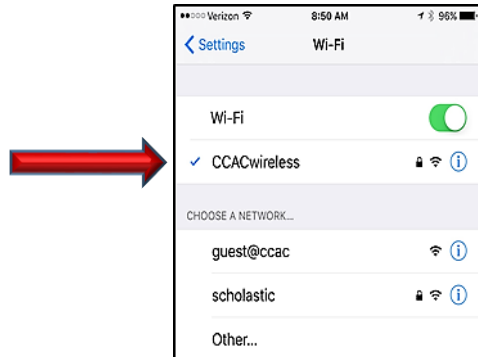 Verizon 8:50 AM 96%
Settings Wi-Fi
Wi-Fi
CCACwireless
CHOOSE A NETWORK...
guest@ccac
scholastic
Other...